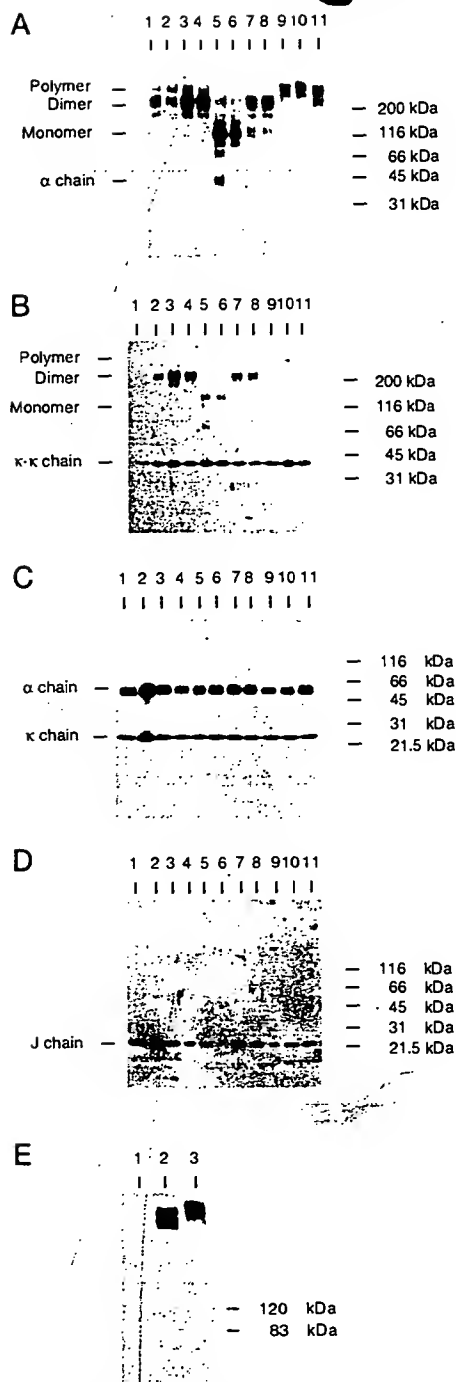 A
1 2 3 4 5 6 7 8 9 10 11
Polymer
Dimer
200 kDa
Monomer
116 kDa
66 kDa
α chain
45 kDa
31 kDa
B
1 2 3 4 5 6 7 8 9 10 11
Polymer
Dimer
200 kDa
Monomer
116 kDa
66 kDa
κ-κ chain
45 kDa
31 kDa
C
1 2 3 4 5 6 7 8 9 10 11
116 kDa
α chain
66 kDa
45 kDa
31 kDa
κ chain
21.5 kDa
D
1 2 3 4 5 6 7 8 9 10 11
116 kDa
66 kDa
45 kDa
31 kDa
J chain
21.5 kDa
E
1 2 3
120 kDa
83 kDa